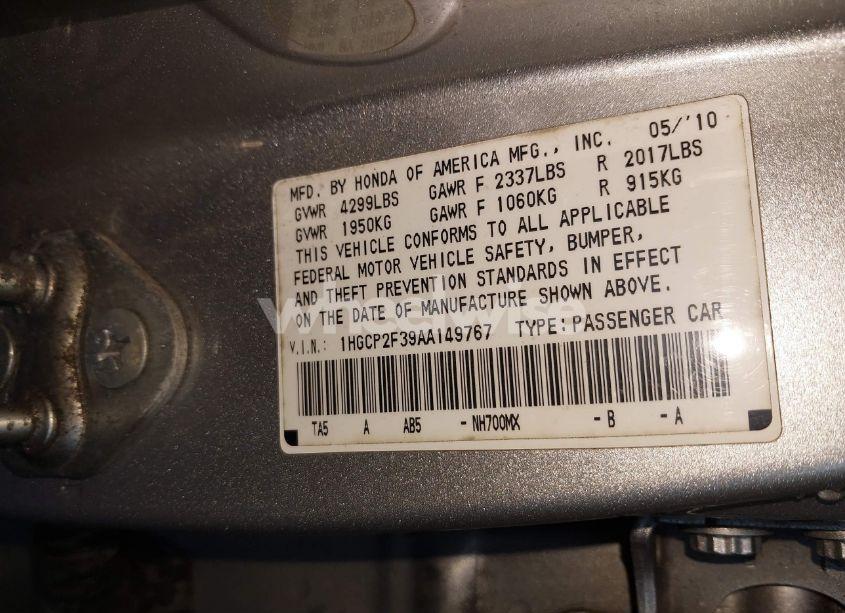 MFD. BY HONDA OF AMERICA MFG., INC. 05/'10
GVWR 4299LBS GAWR F 2337LBS R 2017LBS
GVWR 1950KG GAWR F 1060KG R 915KG
THIS VEHICLE CONFORMS TO ALL APPLICABLE
FEDERAL MOTOR VEHICLE SAFETY, BUMPER,
AND THEFT PREVENTION STANDARDS IN EFFECT
ON THE DATE OF MANUFACTURE SHOWN ABOVE.
wheelwise
V.I.N.: 1HGCP2F39AA149767 TYPE:PASSENGER CAR
TA5 A AB5 -NH700MX -B -A